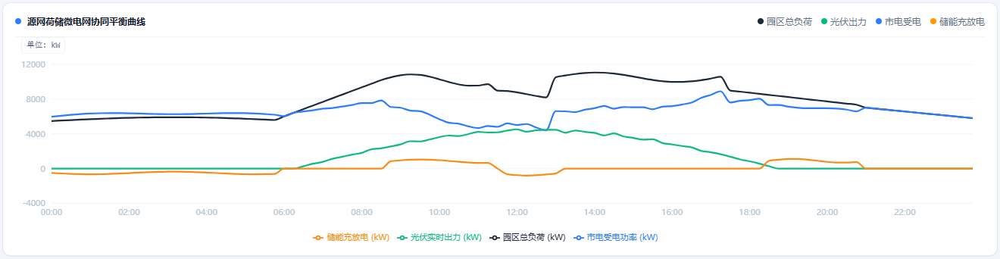 源网荷储微电网协同平衡曲线
园区总负荷 光伏出力 市电受电 储能充放电
单位: kW
12000
8000
4000
0
-4000
00:00 02:00 04:00 06:00 08:00 10:00 12:00 14:00 16:00 18:00 20:00 22:00
储能充放电 (kW) 光伏实时出力 (kW) 园区总负荷 (kW) 市电受电功率 (kW)